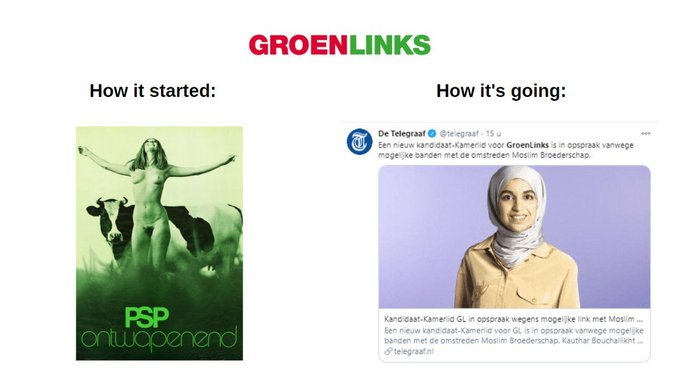 GROENLINKS
How it started:
How it's going:
PSP
ontwapenend
De Telegraaf @telegraaf · 15 u
Een nieuw kandidaat-Kamerlid voor GroenLinks is in opspraak vanwege
mogelijke banden met de omstreden Moslim Broederschap.
Kandidaat-Kamerlid GL in opspraak wegens mogelijke link met Moslim ...
Een nieuw kandidaat-Kamerlid voor GL is in opspraak vanwege mogelijke
banden met de omstreden Moslim Broederschap. Kauthar Bouchallikht ...
telegraaf.nl